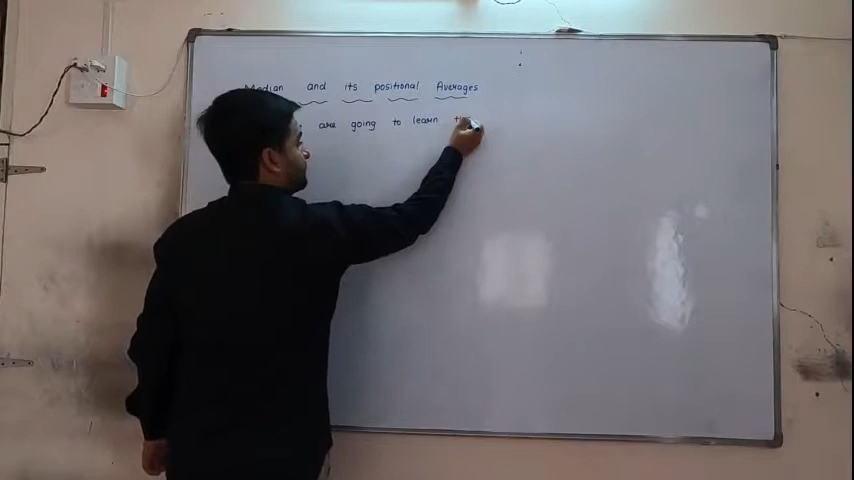 Median and its positional Averages
are going to learn